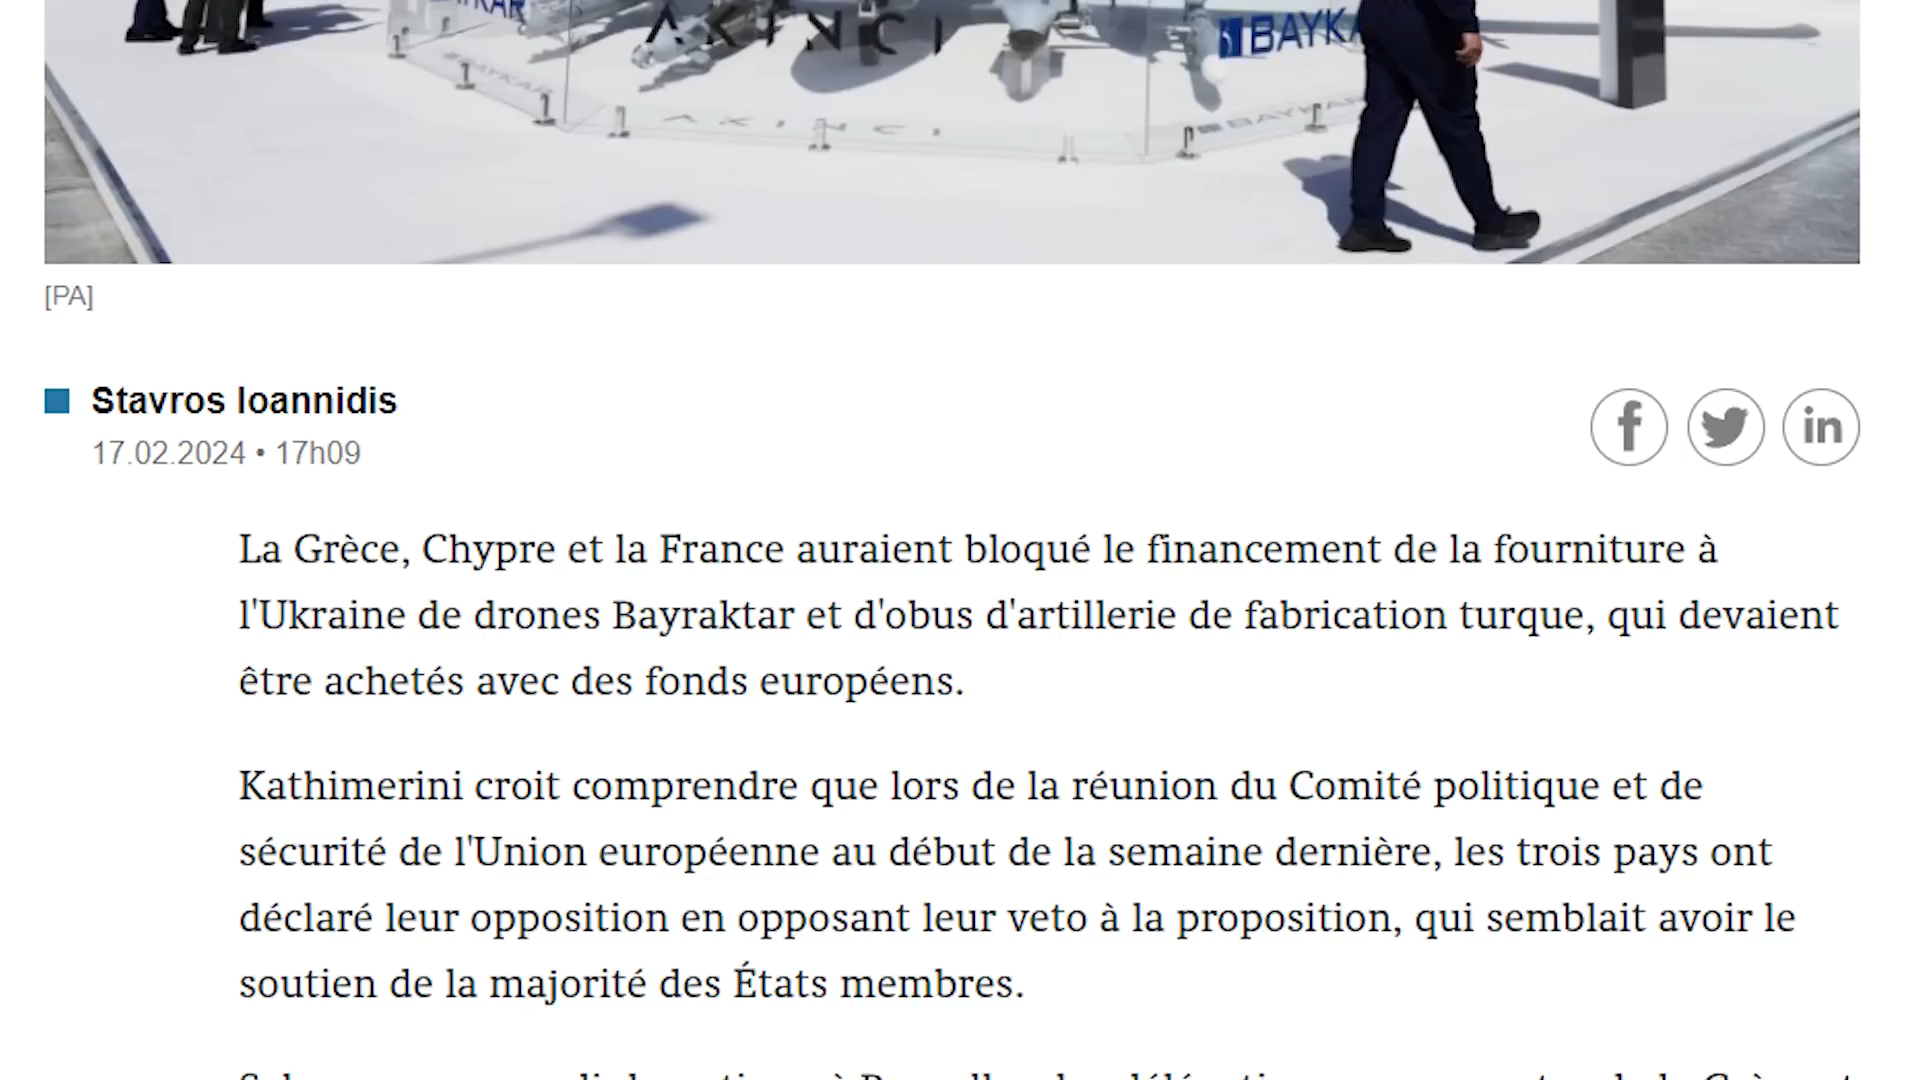 AKINCI
BAYKA
BAYKAR
AKINCI
BAYKAR
[PA]
Stavros Ioannidis
17.02.2024 • 17h09
f
in
La Grèce, Chypre et la France auraient bloqué le financement de la fourniture à
l'Ukraine de drones Bayraktar et d'obus d'artillerie de fabrication turque, qui devaient
être achetés avec des fonds européens.
Kathimerini croit comprendre que lors de la réunion du Comité politique et de
sécurité de l'Union européenne au début de la semaine dernière, les trois pays ont
déclaré leur opposition en opposant leur veto à la proposition, qui semblait avoir le
soutien de la majorité des États membres.